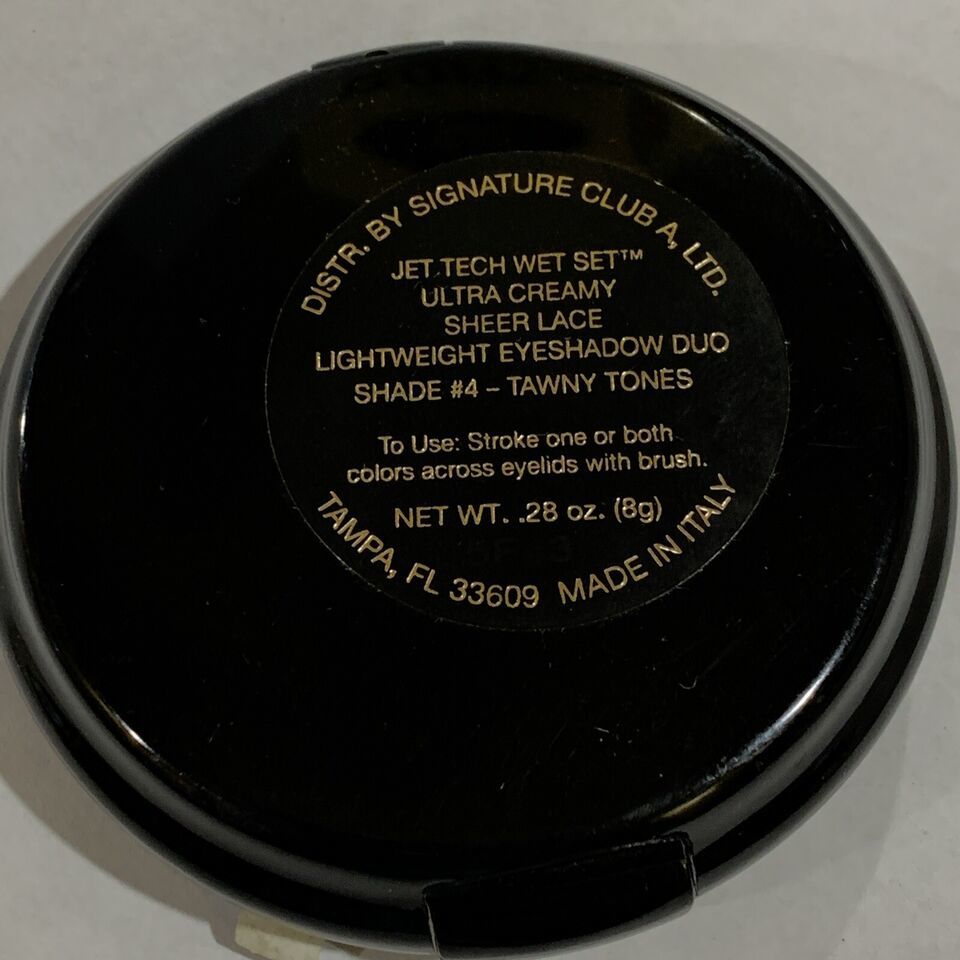 DISTR. BY SIGNATURE CLUB A, LTD.
JET TECH WET SET™
ULTRA CREAMY
SHEER LACE
LIGHTWEIGHT EYESHADOW DUO
SHADE #4 – TAWNY TONES
To Use: Stroke one or both
colors across eyelids with brush.
NET WT. .28 oz. (8g)
TAMPA, FL 33609 MADE IN ITALY